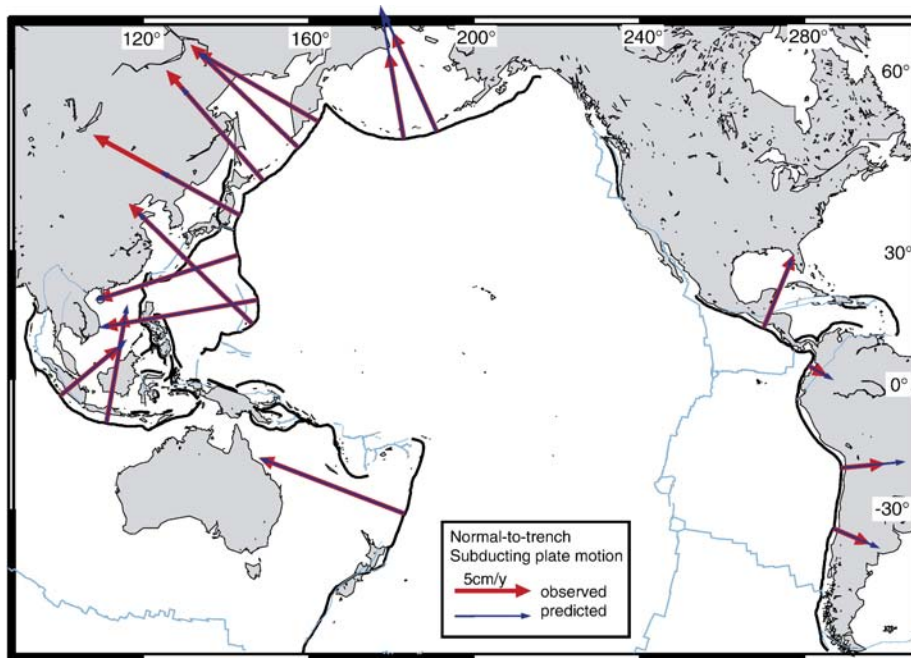 120° 160° 200° 240° 280°
60°
30°
0°
-30°
Normal-to-trench
Subducting plate motion
5cm/y
observed
predicted